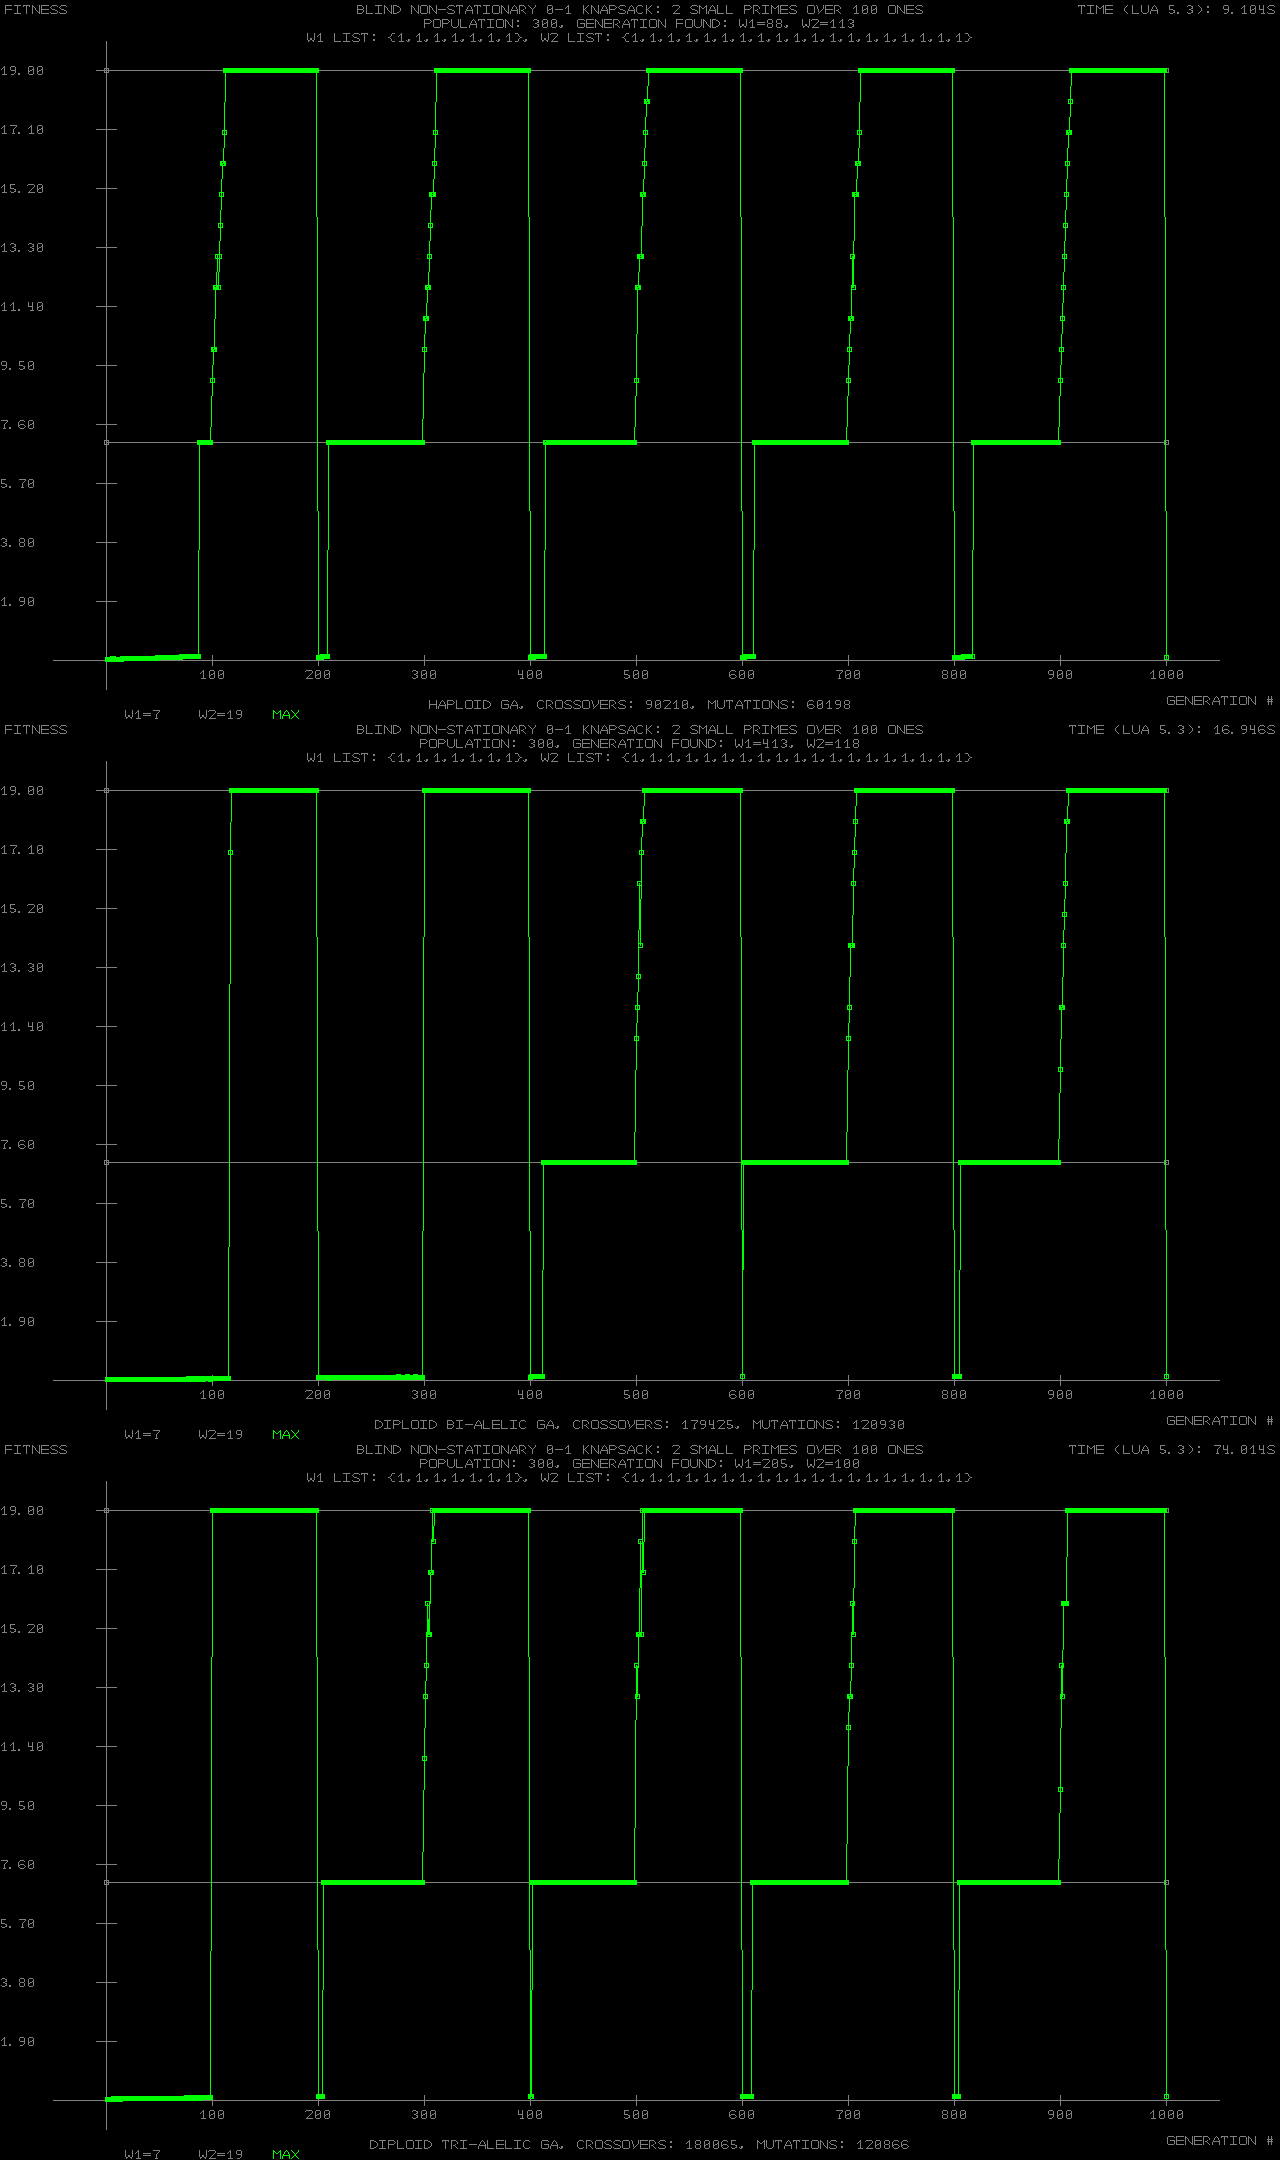 FITNESS BLIND NON-STATIONARY 0-1 KNAPSACK: 2 SMALL PRIMES OVER 100 ONES TIME (LUA 5.3): 9.104S
POPULATION: 300, GENERATION FOUND: W1=88, W2=113
W1 LIST: {1,1,1,1,1,1,1}, W2 LIST: {1,1,1,1,1,1,1,1,1,1,1,1,1,1,1,1,1,1,1}
19.00
17.10
15.20
13.30
11.40
9.50
7.60
5.70
3.80
1.90
100 200 300 400 500 600 700 800 900 1000
HAPLOID GA, CROSSOVERS: 90210, MUTATIONS: 60198 GENERATION #
W1=7 W2=19 MAX
FITNESS BLIND NON-STATIONARY 0-1 KNAPSACK: 2 SMALL PRIMES OVER 100 ONES TIME (LUA 5.3): 16.946S
POPULATION: 300, GENERATION FOUND: W1=413, W2=118
W1 LIST: {1,1,1,1,1,1,1}, W2 LIST: {1,1,1,1,1,1,1,1,1,1,1,1,1,1,1,1,1,1,1}
19.00
17.10
15.20
13.30
11.40
9.50
7.60
5.70
3.80
1.90
100 200 300 400 500 600 700 800 900 1000
DIPLOID BI-ALELIC GA, CROSSOVERS: 179425, MUTATIONS: 120930 GENERATION #
W1=7 W2=19 MAX
FITNESS BLIND NON-STATIONARY 0-1 KNAPSACK: 2 SMALL PRIMES OVER 100 ONES TIME (LUA 5.3): 74.014S
POPULATION: 300, GENERATION FOUND: W1=205, W2=100
W1 LIST: {1,1,1,1,1,1,1}, W2 LIST: {1,1,1,1,1,1,1,1,1,1,1,1,1,1,1,1,1,1,1}
19.00
17.10
15.20
13.30
11.40
9.50
7.60
5.70
3.80
1.90
100 200 300 400 500 600 700 800 900 1000
DIPLOID TRI-ALELIC GA, CROSSOVERS: 180065, MUTATIONS: 120866 GENERATION #
W1=7 W2=19 MAX